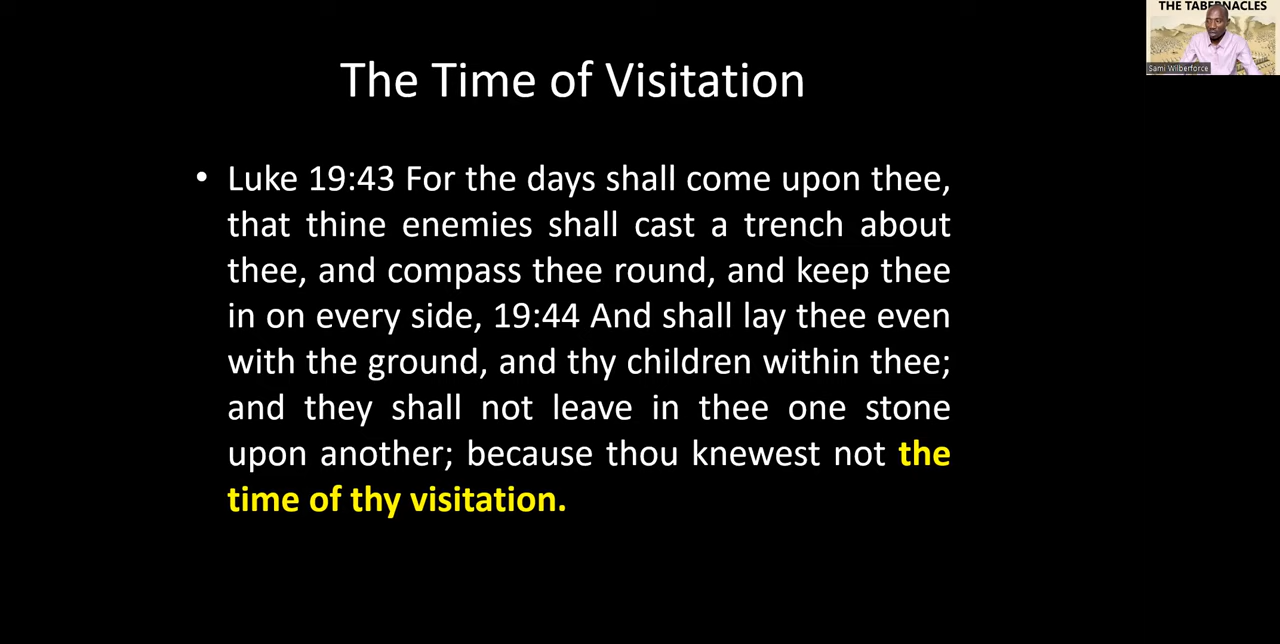 THE TABERNACLES
Sami Wilberforce
The Time of Visitation
• Luke 19:43 For the days shall come upon thee,
that thine enemies shall cast a trench about
thee, and compass thee round, and keep thee
in on every side, 19:44 And shall lay thee even
with the ground, and thy children within thee;
and they shall not leave in thee one stone
upon another; because thou knewest not the
time of thy visitation.